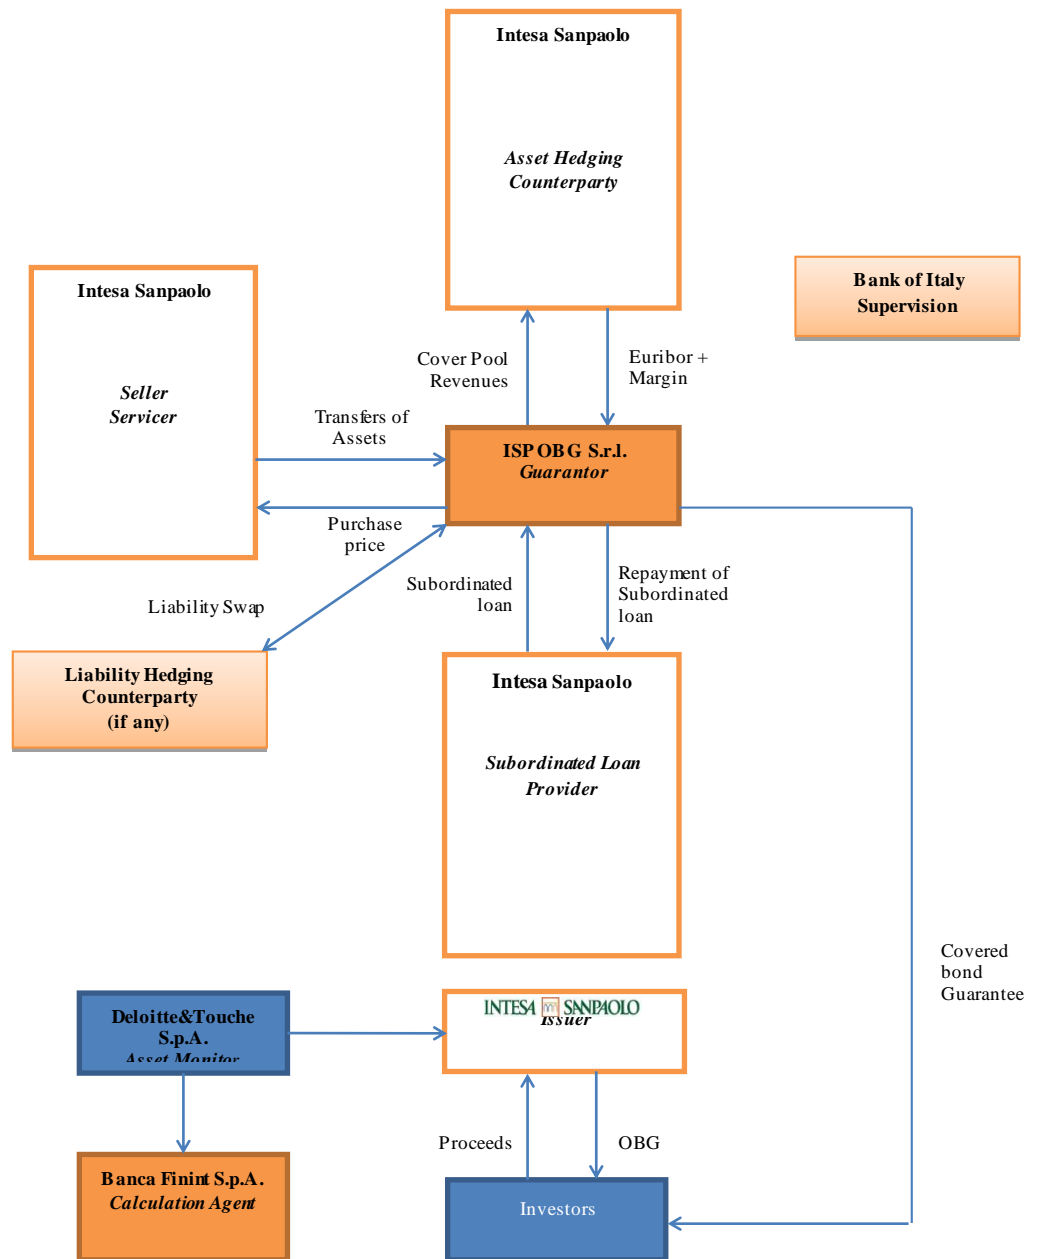 Intesa Sanpaolo
Asset Hedging
Counterparty
Bank of Italy
Supervision
Intesa Sanpaolo
Seller
Servicer
Cover Pool
Revenues
Euribor +
Margin
Transfers of
Assets
ISP OBG S.r.l.
Guarantor
Purchase
price
Liability Swap
Subordinated
loan
Repayment of
Subordinated
loan
Liability Hedging
Counterparty
(if any)
Intesa Sanpaolo
Subordinated Loan
Provider
Covered
bond
Guarantee
Deloitte&Touche
S.p.A.
Asset Monitor
INTESA SANPAOLO
Issuer
Proceeds
OBG
Banca Finint S.p.A.
Calculation Agent
Investors